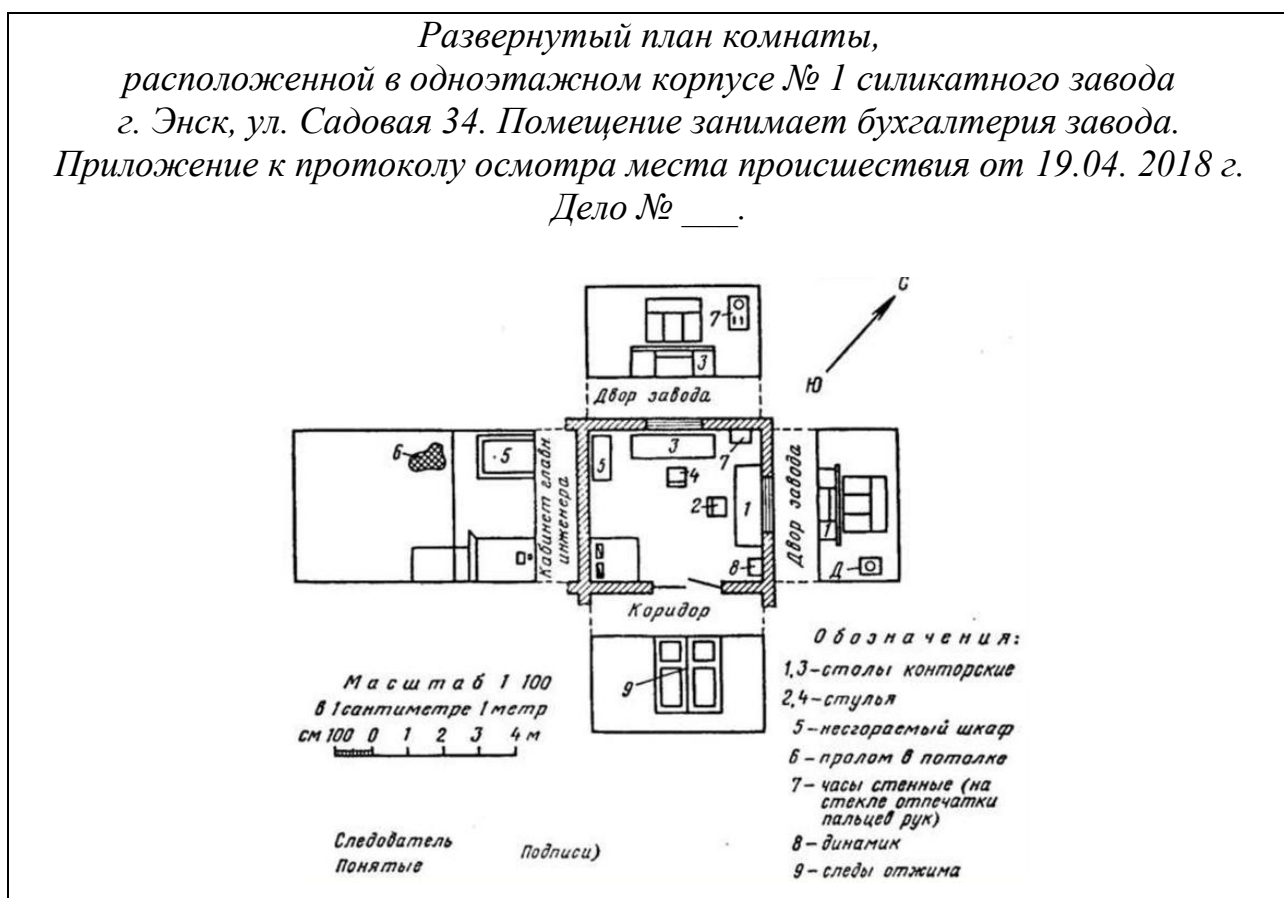 Развернутый план комнаты,
расположенной в одноэтажном корпусе № 1 силикатного завода
г. Энск, ул. Садовая 34. Помещение занимает бухгалтерия завода.
Приложение к протоколу осмотра места происшествия от 19.04. 2018 г.
Дело № ___.
С
Ю
7
3
Двор завода
6
5
Кабинет главн.
инженера
5
3
7
4
2
1
8
Двор завода
1
Д
Коридор
9
Масштаб 1 100
в 1 сантиметре 1 метр
см 100 0 1 2 3 4 м
Следователь
Понятые
Подписи)
Обозначения:
1,3 – столы конторские
2,4 – стулья
5 – несгораемый шкаф
6 – пролом в потолке
7 – часы стенные (на
стекле отпечатки
пальцев рук)
8 – динамик
9 – следы отжима